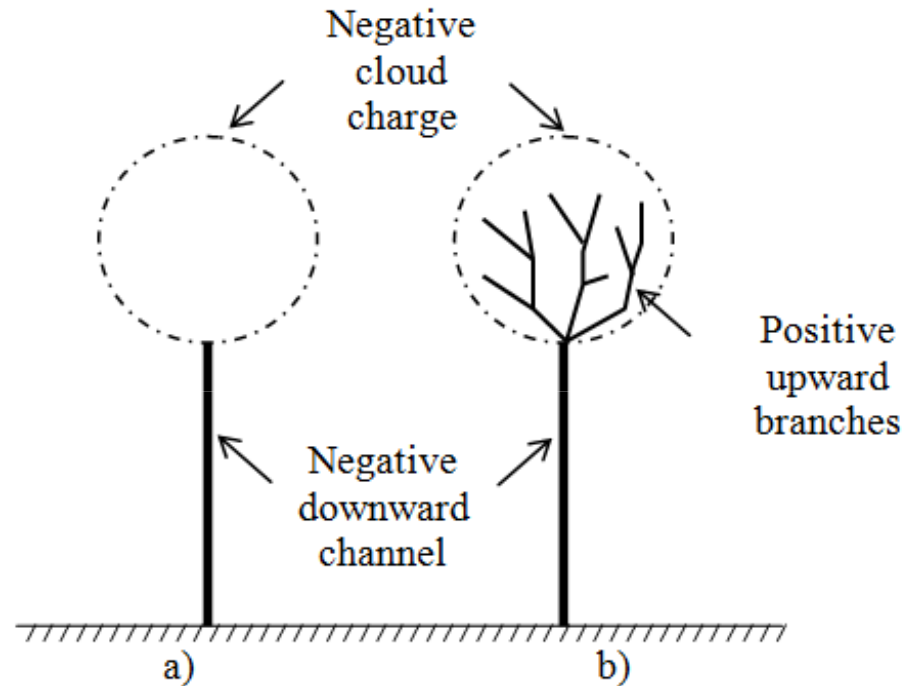 Negative
cloud
charge
Positive
upward
branches
Negative
downward
channel
a)
b)